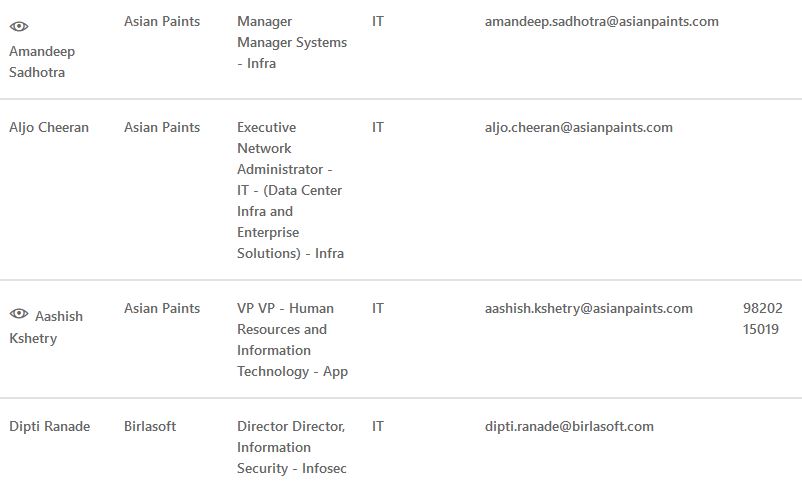 Amandeep
Sadhotra
Asian Paints
Manager
Manager Systems
- Infra
IT
amandeep.sadhotra@asianpaints.com
Aljo Cheeran
Asian Paints
Executive
Network
Administrator -
IT - (Data Center
Infra and
Enterprise
Solutions) - Infra
IT
aljo.cheeran@asianpaints.com
Aashish
Kshetry
Asian Paints
VP VP - Human
Resources and
Information
Technology - App
IT
aashish.kshetry@asianpaints.com
98202
15019
Dipti Ranade
Birlasoft
Director Director,
Information
Security - Infosec
IT
dipti.ranade@birlasoft.com